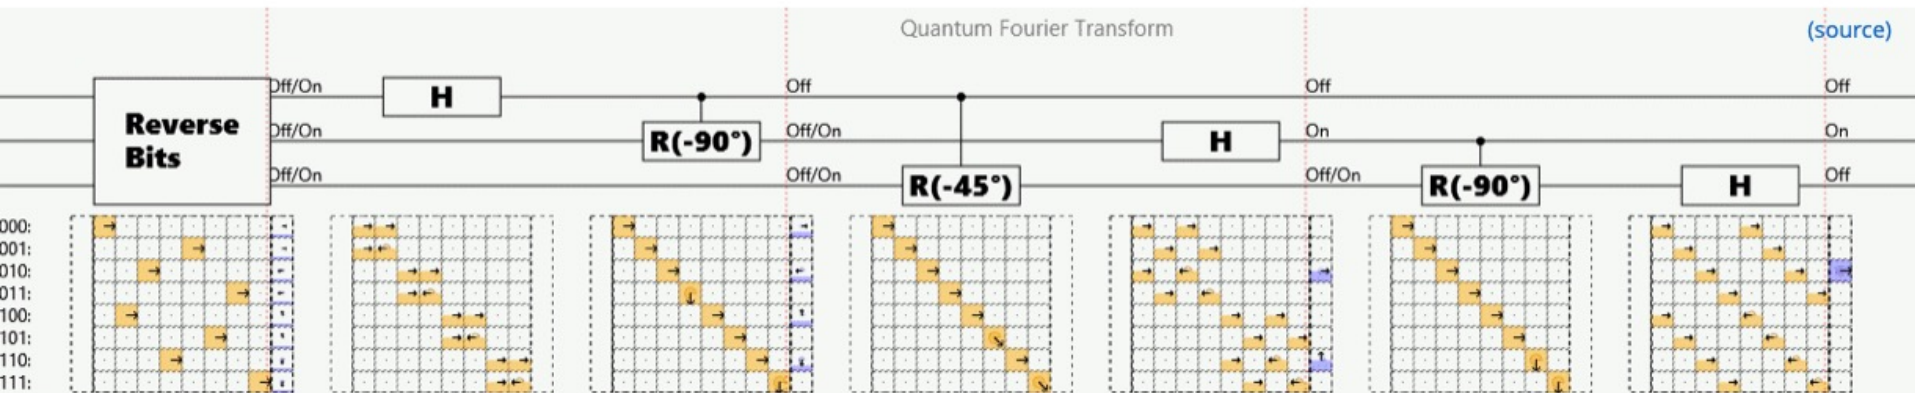 Quantum Fourier Transform
(source)
Off/On H Off Off Off
Reverse Bits
Off/On R(-90°) Off/On H On On
Off/On Off/On R(-45°) Off/On R(-90°) H Off
000:
001:
010:
011:
100:
101:
110:
111: